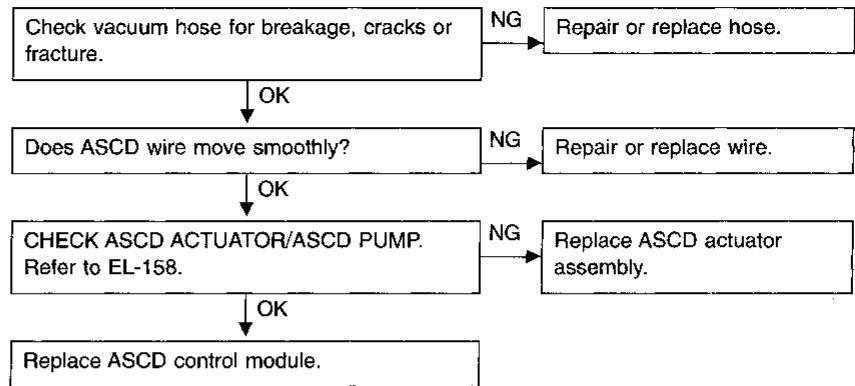 Check vacuum hose for breakage, cracks or
fracture.
NG
Repair or replace hose.
OK
Does ASCD wire move smoothly?
NG
Repair or replace wire.
OK
CHECK ASCD ACTUATOR/ASCD PUMP.
Refer to EL-158.
NG
Replace ASCD actuator
assembly.
OK
Replace ASCD control module.